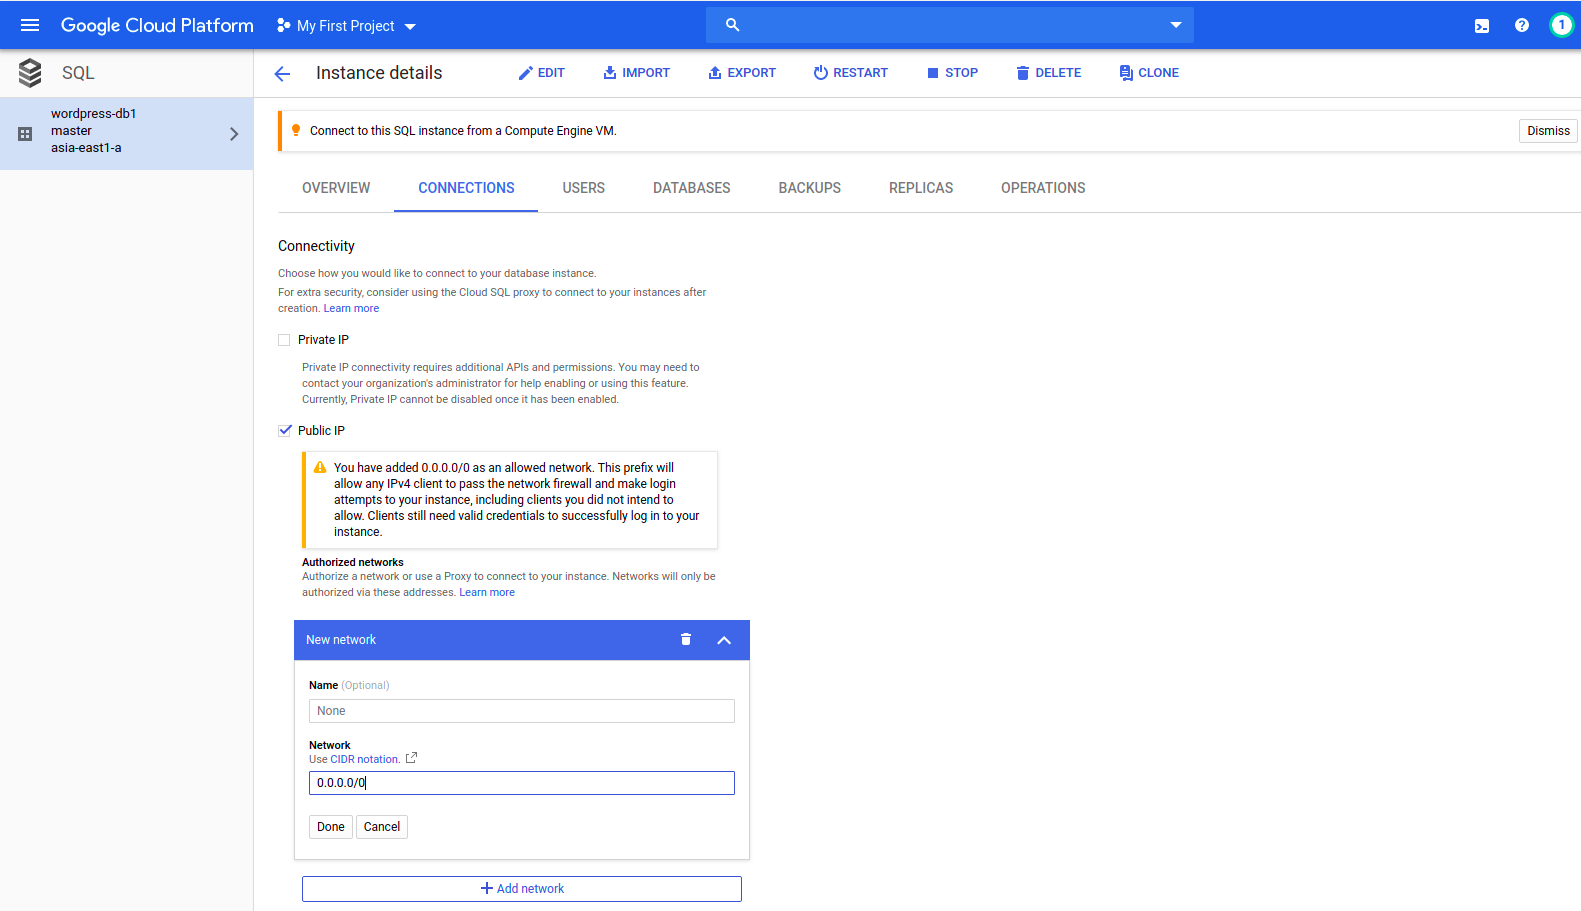 Google Cloud Platform
My First Project
1
SQL
Instance details
EDIT
IMPORT
EXPORT
RESTART
STOP
DELETE
CLONE
wordpress-db1
master
asia-east1-a
Connect to this SQL instance from a Compute Engine VM.
Dismiss
OVERVIEW
CONNECTIONS
USERS
DATABASES
BACKUPS
REPLICAS
OPERATIONS
Connectivity
Choose how you would like to connect to your database instance.
For extra security, consider using the Cloud SQL proxy to connect to your instances after
creation. Learn more
Private IP
Private IP connectivity requires additional APIs and permissions. You may need to
contact your organization's administrator for help enabling or using this feature.
Currently, Private IP cannot be disabled once it has been enabled.
Public IP
You have added 0.0.0.0/0 as an allowed network. This prefix will
allow any IPv4 client to pass the network firewall and make login
attempts to your instance, including clients you did not intend to
allow. Clients still need valid credentials to successfully log in to your
instance.
Authorized networks
Authorize a network or use a Proxy to connect to your instance. Networks will only be
authorized via these addresses. Learn more
New network
Name (Optional)
None
Network
Use CIDR notation.
0.0.0.0/0
Done
Cancel
Add network